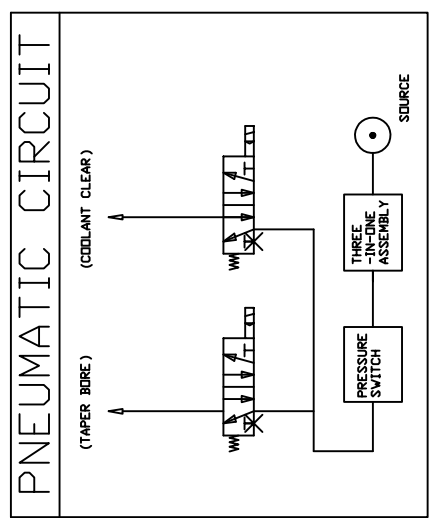 PNEUMATIC CIRCUIT
(TAPER BORE)
(COOLANT CLEAR)
PRESSURE
SWITCH
THREE
-IN-ONE
ASSEMBLY
SOURCE